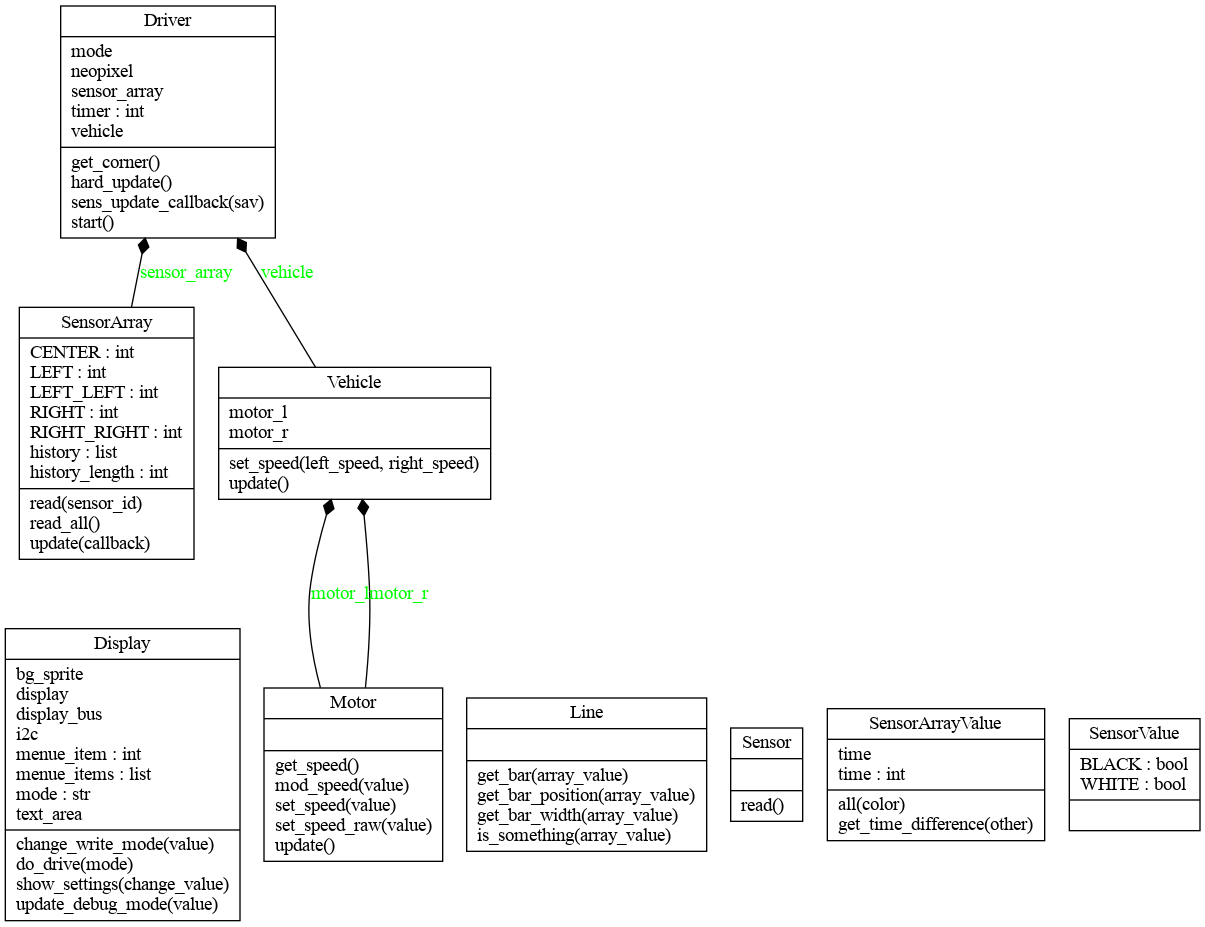 Driver
mode
neopixel
sensor_array
timer : int
vehicle
get_corner()
hard_update()
sens_update_callback(sav)
start()
sensor_array
vehicle
SensorArray
CENTER : int
LEFT : int
LEFT_LEFT : int
RIGHT : int
RIGHT_RIGHT : int
history : list
history_length : int
read(sensor_id)
read_all()
update(callback)
Vehicle
motor_l
motor_r
set_speed(left_speed, right_speed)
update()
motor_l
motor_r
Display
bg_sprite
display
display_bus
i2c
menue_item : int
menue_items : list
mode : str
text_area
change_write_mode(value)
do_drive(mode)
show_settings(change_value)
update_debug_mode(value)
Motor
get_speed()
mod_speed(value)
set_speed(value)
set_speed_raw(value)
update()
Line
get_bar(array_value)
get_bar_position(array_value)
get_bar_width(array_value)
is_something(array_value)
Sensor
read()
SensorArrayValue
time
time : int
all(color)
get_time_difference(other)
SensorValue
BLACK : bool
WHITE : bool